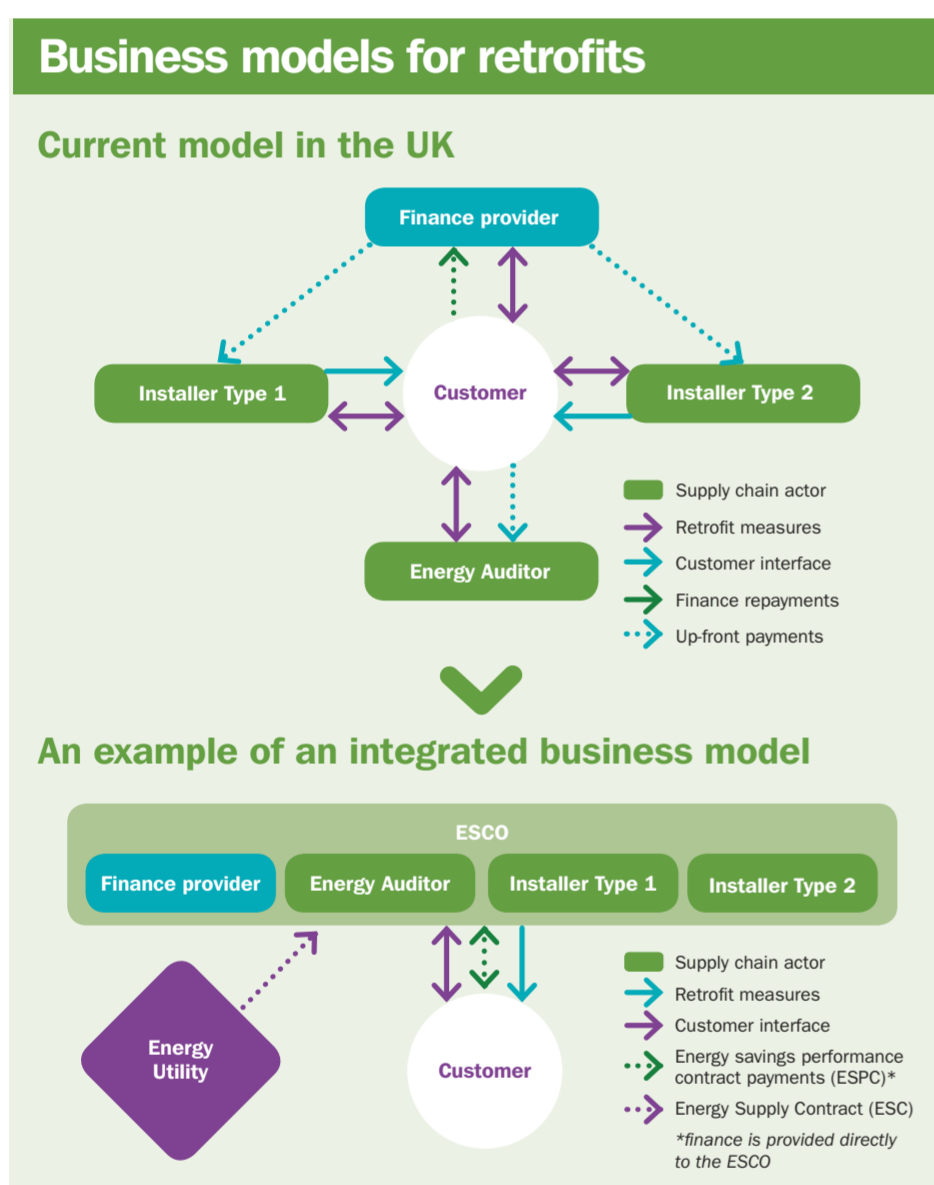 Business models for retrofits
Current model in the UK
Finance provider
Installer Type 1
Customer
Installer Type 2
Energy Auditor
Supply chain actor
Retrofit measures
Customer interface
Finance repayments
Up-front payments
An example of an integrated business model
ESCO
Finance provider
Energy Auditor
Installer Type 1
Installer Type 2
Energy
Utility
Customer
Supply chain actor
Retrofit measures
Customer interface
Energy savings performance
contract payments (ESPC)*
Energy Supply Contract (ESC)
*finance is provided directly
to the ESCO